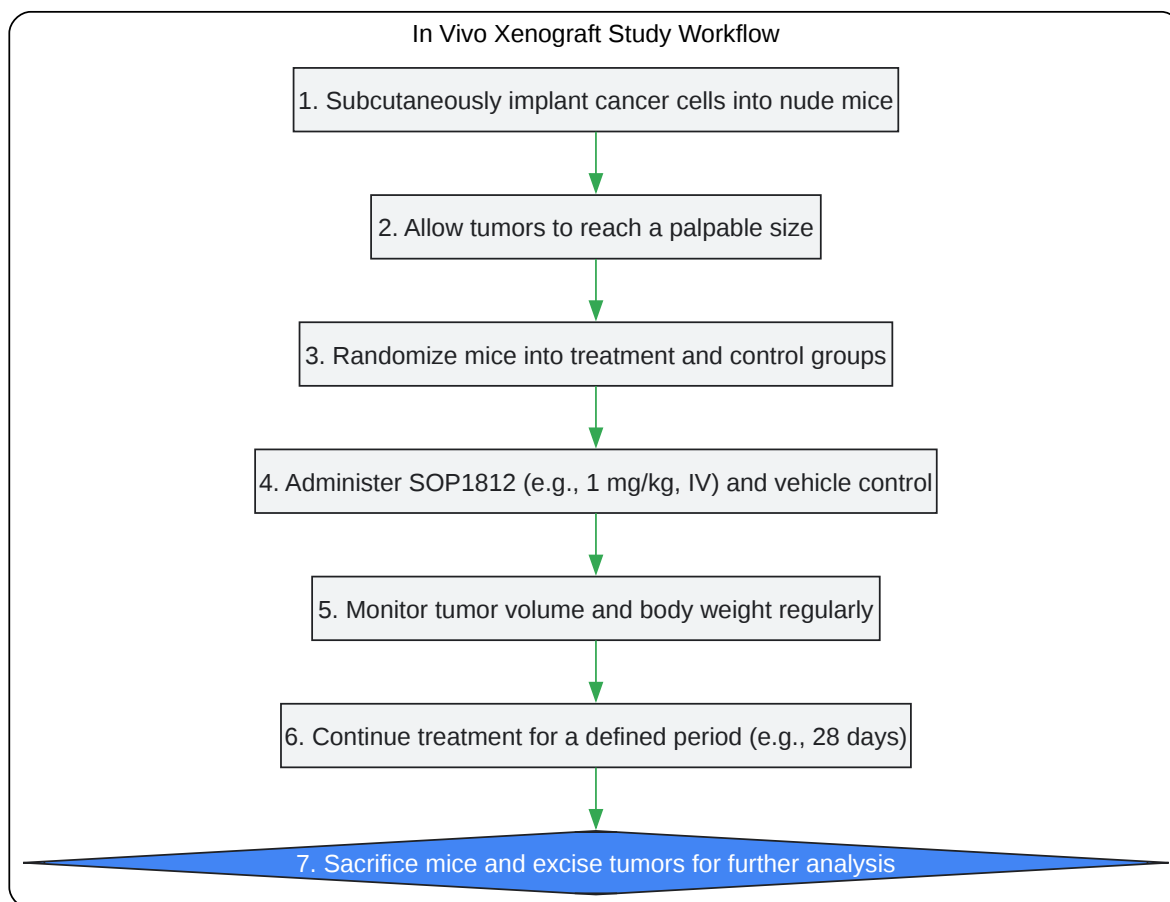 In Vivo Xenograft Study Workflow
1. Subcutaneously implant cancer cells into nude mice
2. Allow tumors to reach a palpable size
3. Randomize mice into treatment and control groups
4. Administer SOP1812 (e.g., 1 mg/kg, IV) and vehicle control
5. Monitor tumor volume and body weight regularly
6. Continue treatment for a defined period (e.g., 28 days)
7. Sacrifice mice and excise tumors for further analysis